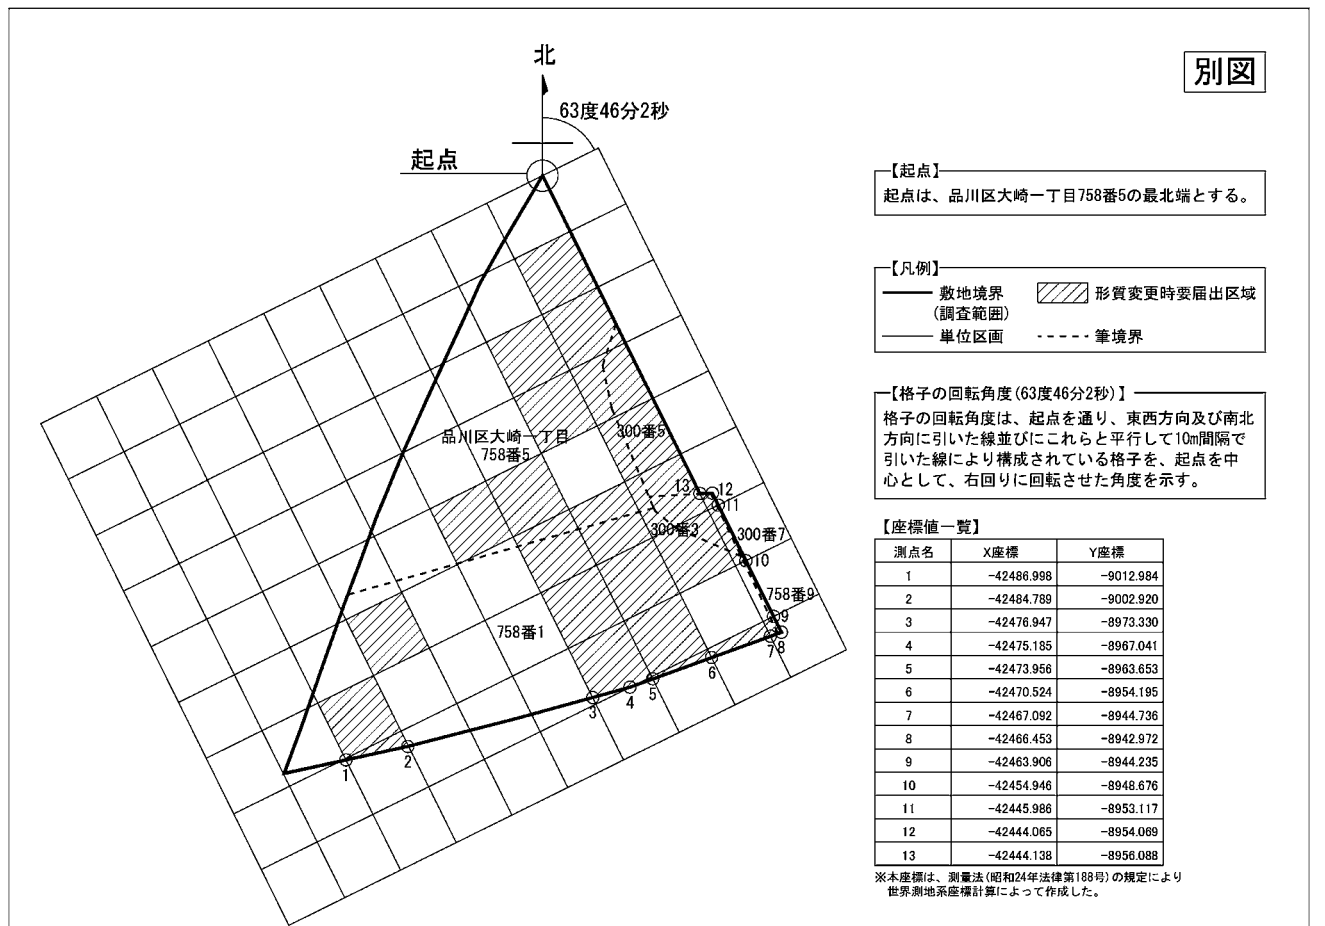 別図
北
63度46分2秒
起点
【起点】
起点は、品川区大崎一丁目758番5の最北端とする。
【凡例】
敷地境界
(調査範囲)
形質変更時要届出区域
単位区画
筆境界
【格子の回転角度(63度46分2秒)】
格子の回転角度は、起点を通り、東西方向及び南北
方向に引いた線並びにこれらと平行して10m間隔で
引いた線により構成されている格子を、起点を中
心として、右回りに回転させた角度を示す。
品川区大崎一丁目
758番5
300番5
13
12
11
300番3
300番7
10
758番9
9
758番1
7
8
6
5
4
3
2
1
【座標値一覧】
測点名 X座標 Y座標
1 -42486.998 -9012.984
2 -42484.789 -9002.920
3 -42476.947 -8973.330
4 -42475.185 -8967.041
5 -42473.956 -8963.653
6 -42470.524 -8954.195
7 -42467.092 -8944.736
8 -42466.453 -8942.972
9 -42463.906 -8944.235
10 -42454.946 -8948.676
11 -42445.986 -8953.117
12 -42444.065 -8954.069
13 -42444.138 -8956.088
※本座標は、測量法(昭和24年法律第188号)の規定により
世界測地系座標計算によって作成した。